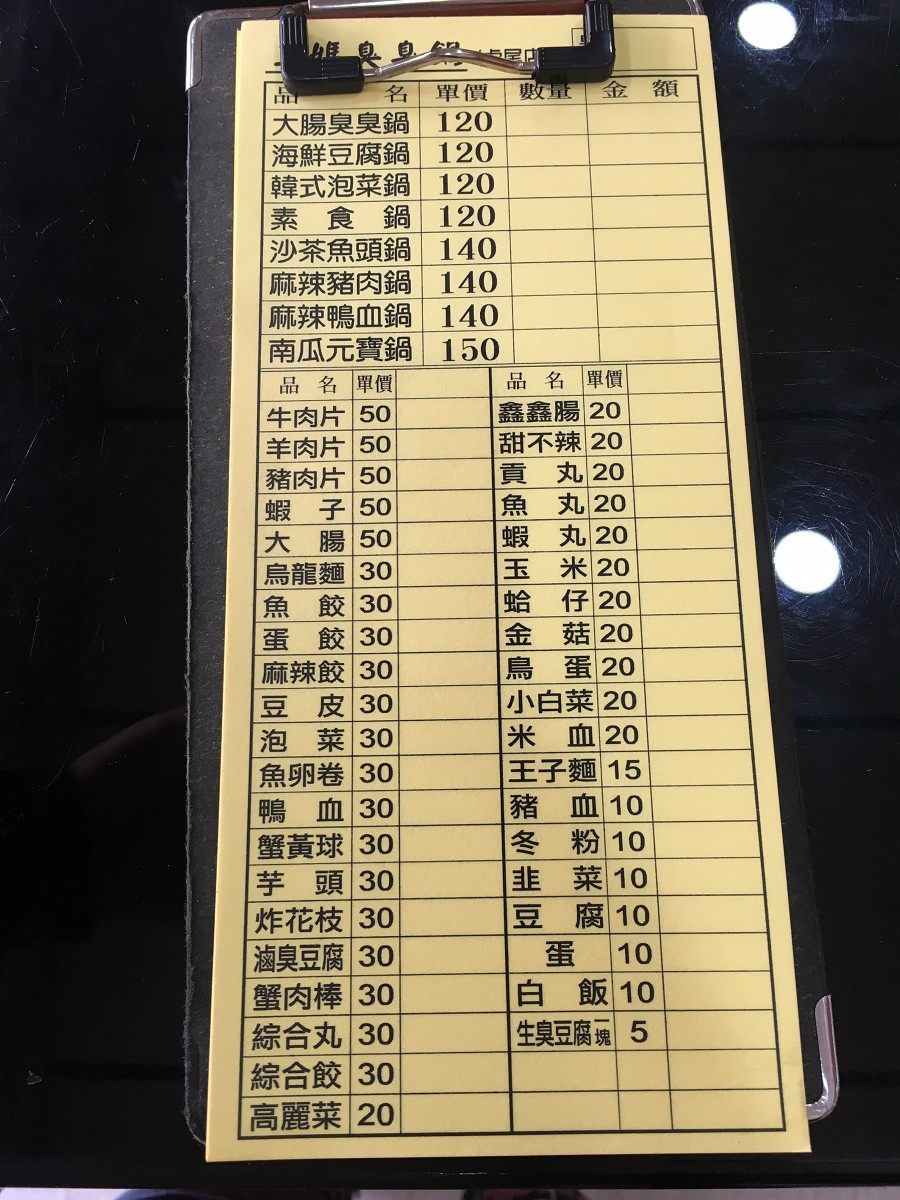 媽臭臭鍋 虎尾店
品名 單價 數量 金額
大腸臭臭鍋 120
海鮮豆腐鍋 120
韓式泡菜鍋 120
素食鍋 120
沙茶魚頭鍋 140
麻辣豬肉鍋 140
麻辣鴨血鍋 140
南瓜元寶鍋 150
品名 單價
牛肉片 50
羊肉片 50
豬肉片 50
蝦子 50
大腸 50
烏龍麵 30
魚餃 30
蛋餃 30
麻辣餃 30
豆皮 30
泡菜 30
魚卵卷 30
鴨血 30
蟹黃球 30
芋頭 30
炸花枝 30
滷臭豆腐 30
蟹肉棒 30
綜合丸 30
綜合餃 30
高麗菜 20
品名 單價
鑫鑫腸 20
甜不辣 20
貢丸 20
魚丸 20
蝦丸 20
玉米 20
蛤仔 20
金菇 20
鳥蛋 20
小白菜 20
米血 20
王子麵 15
豬血 10
冬粉 10
韭菜 10
豆腐 10
蛋 10
白飯 10
生臭豆腐一塊 5